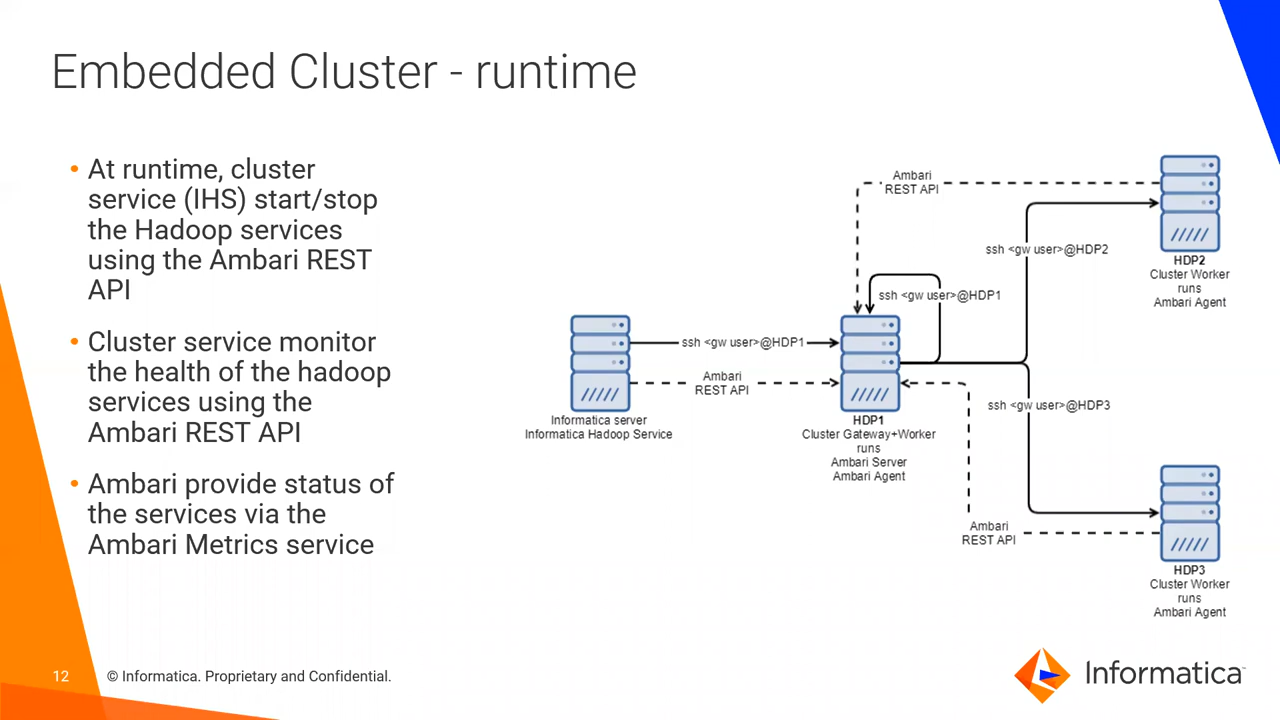 Embedded Cluster - runtime
• At runtime, cluster
service (IHS) start/stop
the Hadoop services
using the Ambari REST
API
• Cluster service monitor
the health of the hadoop
services using the
Ambari REST API
• Ambari provide status of
the services via the
Ambari Metrics service
Ambari
REST API
ssh <gw user>@HDP2
HDP2
Cluster Worker
runs
Ambari Agent
ssh <gw user>@HDP1
ssh <gw user>@HDP1
Ambari
REST API
Informatica server
Informatica Hadoop Service
HDP1
Cluster Gateway+Worker
runs
Ambari Server
Ambari Agent
ssh <gw user>@HDP3
Ambari
REST API
HDP3
Cluster Worker
runs
Ambari Agent
12
© Informatica. Proprietary and Confidential.
Informatica